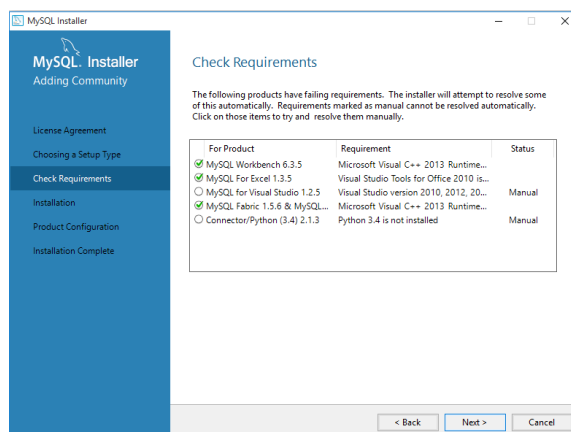 MySQL Installer
MySQL. Installer
Adding Community
License Agreement
Choosing a Setup Type
Check Requirements
Installation
Product Configuration
Installation Complete
Check Requirements
The following products have failing requirements. The installer will attempt to resolve some
of this automatically. Requirements marked as manual cannot be resolved automatically.
Click on those items to try and resolve them manually.
For Product Requirement Status
MySQL Workbench 6.3.5 Microsoft Visual C++ 2013 Runtime...
MySQL For Excel 1.3.5 Visual Studio Tools for Office 2010 is...
MySQL for Visual Studio 1.2.5 Visual Studio version 2010, 2012, 20... Manual
MySQL Fabric 1.5.6 & MySQL... Microsoft Visual C++ 2013 Runtime...
Connector/Python (3.4) 2.1.3 Python 3.4 is not installed Manual
< Back Next > Cancel